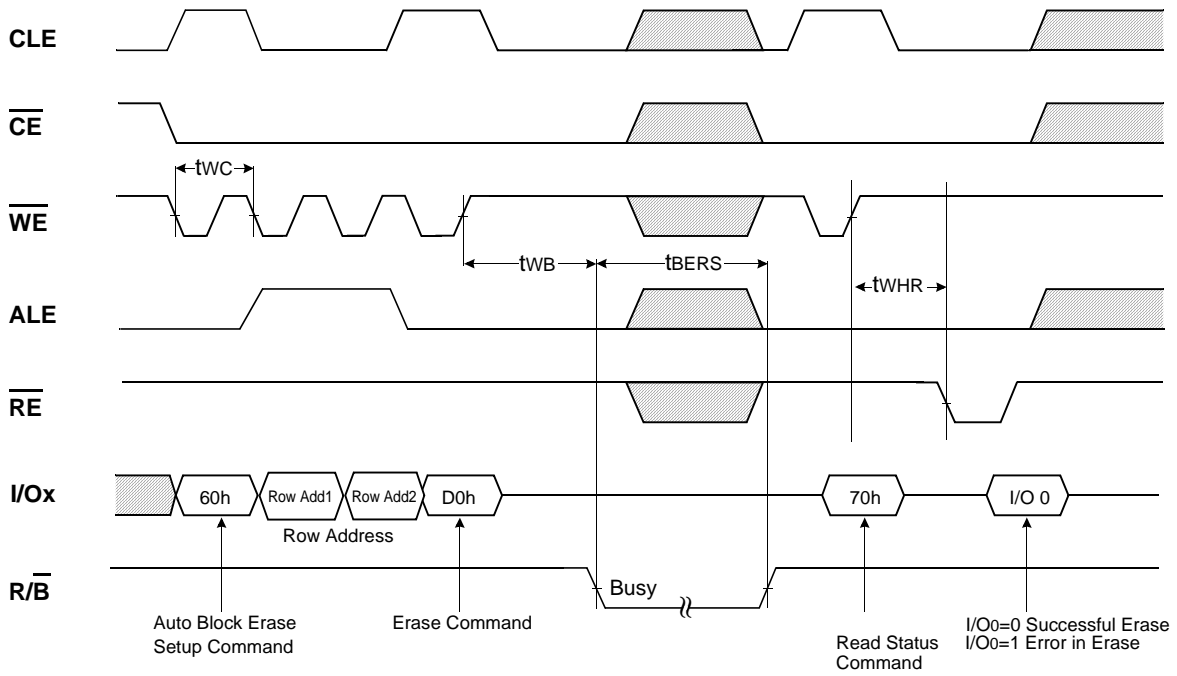 CLE
CE
tWC
WE
tWB
tBERS
tWHR
ALE
RE
I/Ox
60h
Row Add1
Row Add2
D0h
70h
I/O 0
Row Address
R/B
Busy
Auto Block Erase
Setup Command
Erase Command
Read Status
Command
I/O0=0 Successful Erase
I/O0=1 Error in Erase